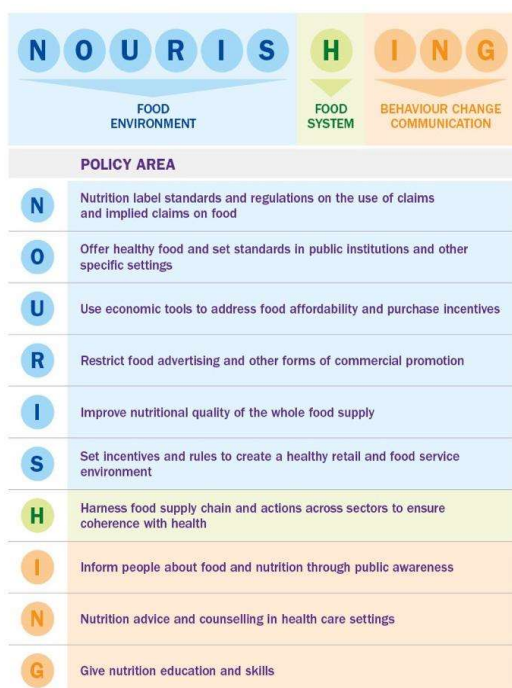 N O U R I S H I N G
FOOD
ENVIRONMENT
FOOD
SYSTEM
BEHAVIOUR CHANGE
COMMUNICATION
POLICY AREA
N
Nutrition label standards and regulations on the use of claims
and implied claims on food
O
Offer healthy food and set standards in public institutions and other
specific settings
U
Use economic tools to address food affordability and purchase incentives
R
Restrict food advertising and other forms of commercial promotion
I
Improve nutritional quality of the whole food supply
S
Set incentives and rules to create a healthy retail and food service
environment
H
Harness food supply chain and actions across sectors to ensure
coherence with health
I
Inform people about food and nutrition through public awareness
N
Nutrition advice and counselling in health care settings
G
Give nutrition education and skills